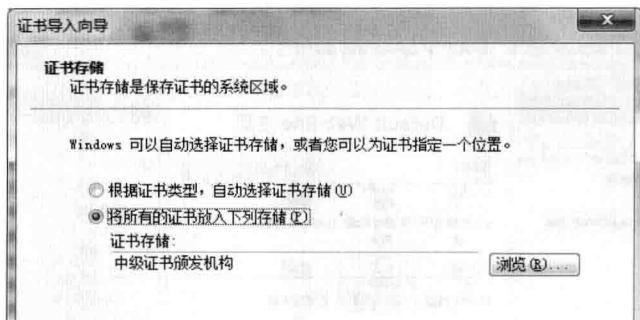 证书导入向导
证书存储
证书存储是保存证书的系统区域。
Windows 可以自动选择证书存储，或者您可以为证书指定一个位置。
根据证书类型，自动选择证书存储(U)
将所有的证书放入下列存储(P)
证书存储：
中级证书颁发机构
浏览(R)...